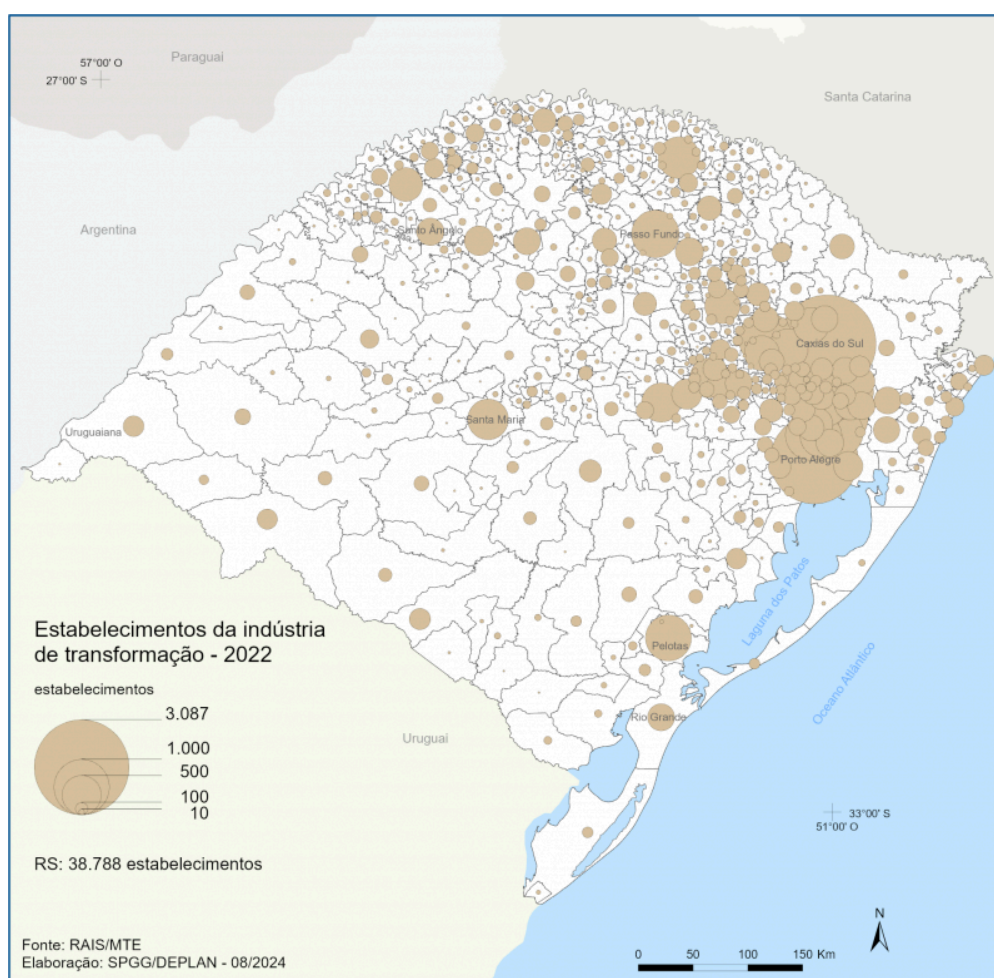 Paraguai
57°00' O
27°00' S
Santa Catarina
Argentina
Santo Ângelo
Passo Fundo
Caxias do Sul
Santa Maria
Uruguaiana
Porto Alegre
Laguna dos Patos
Pelotas
Oceano Atlântico
Rio Grande
Uruguai
Estabelecimentos da indústria
de transformação - 2022
estabelecimentos
3.087
1.000
500
100
10
RS: 38.788 estabelecimentos
33°00' S
51°00' O
N
0 50 100 150 Km
Fonte: RAIS/MTE
Elaboração: SPGG/DEPLAN - 08/2024